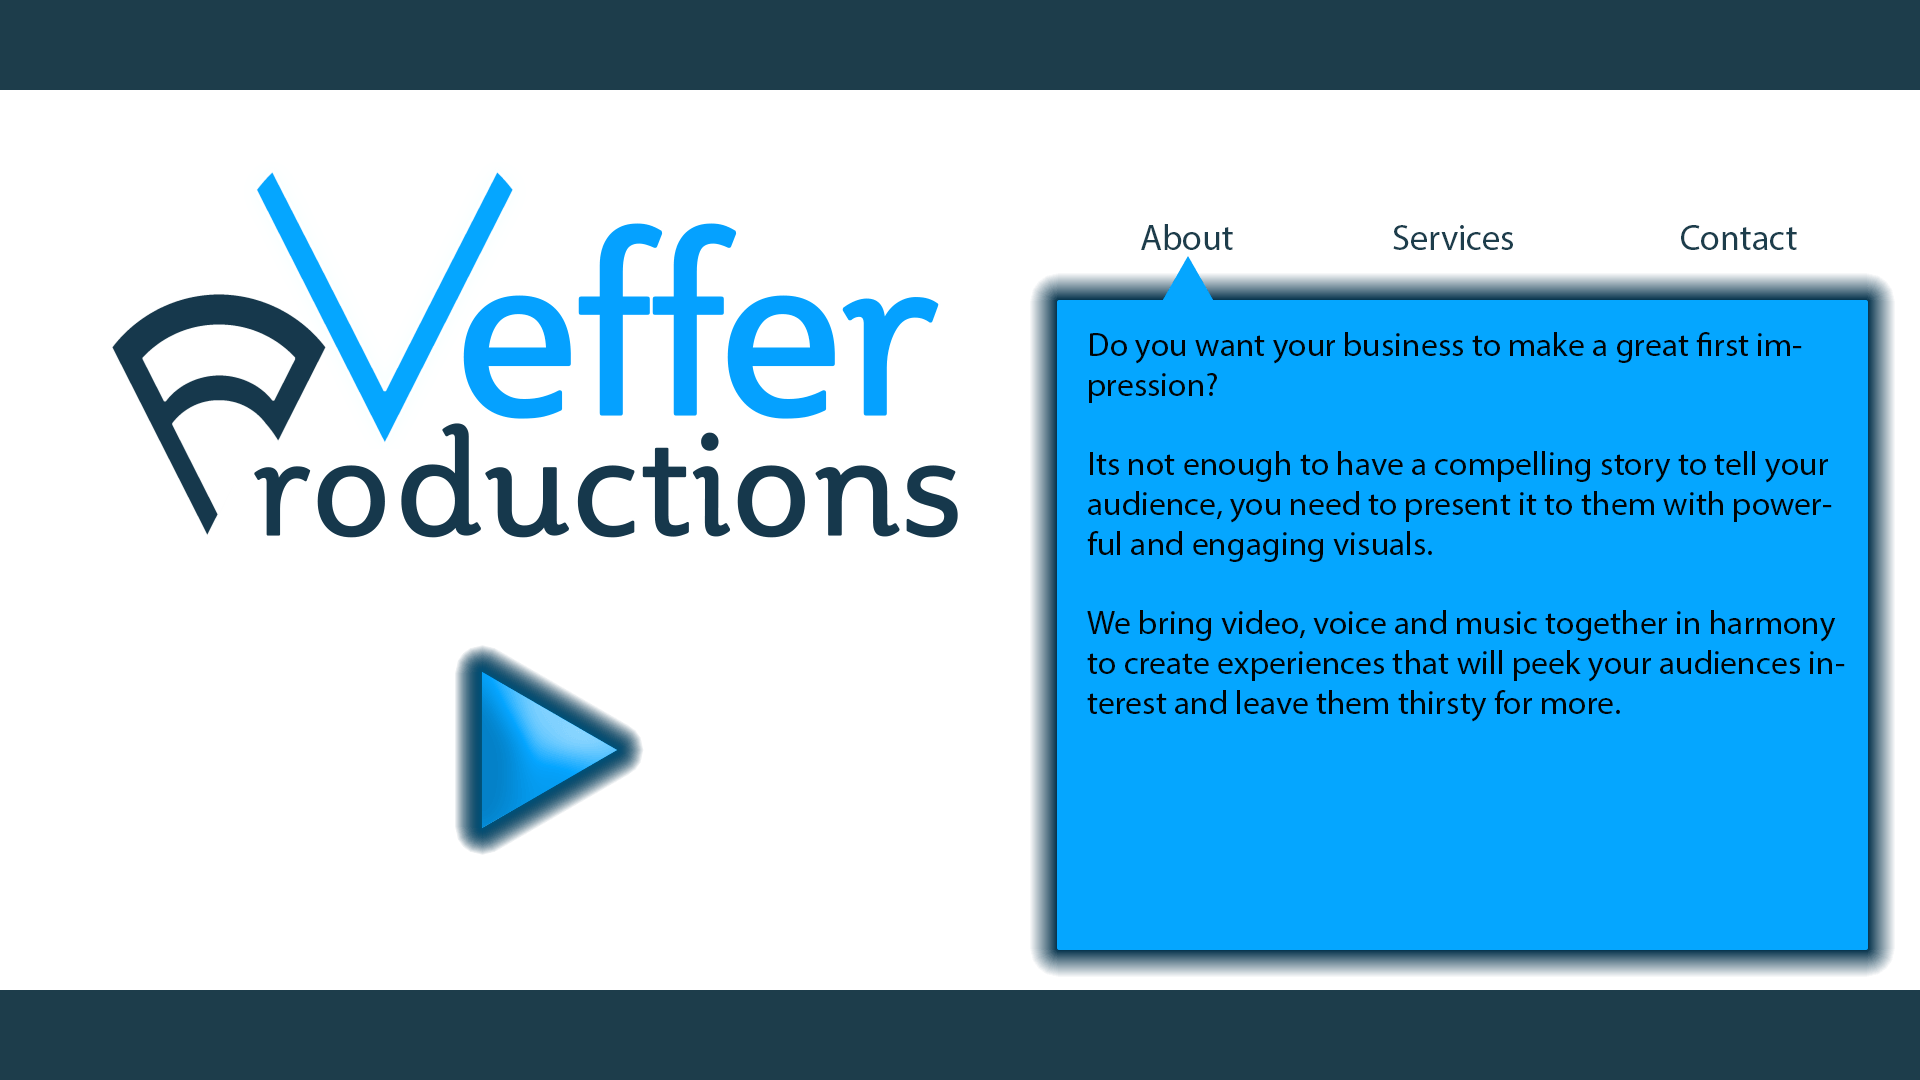 Veffer
Productions
About Services Contact
Do you want your business to make a great first im-
pression?
Its not enough to have a compelling story to tell your
audience, you need to present it to them with power-
ful and engaging visuals.
We bring video, voice and music together in harmony
to create experiences that will peek your audiences in-
terest and leave them thirsty for more.